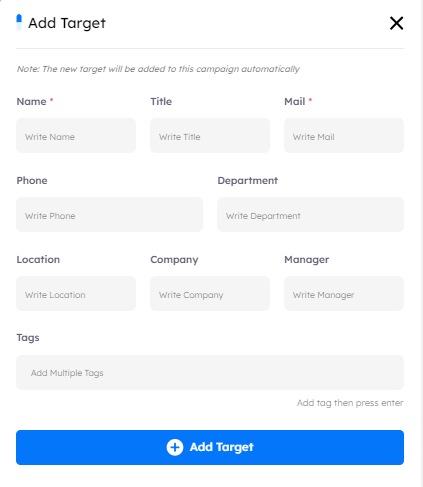 Add Target
Note: The new target will be added to this campaign automatically
Name * Title Mail *
Write Name Write Title Write Mail
Phone Department
Write Phone Write Department
Location Company Manager
Write Location Write Company Write Manager
Tags
Add Multiple Tags
Add tag then press enter
Add Target